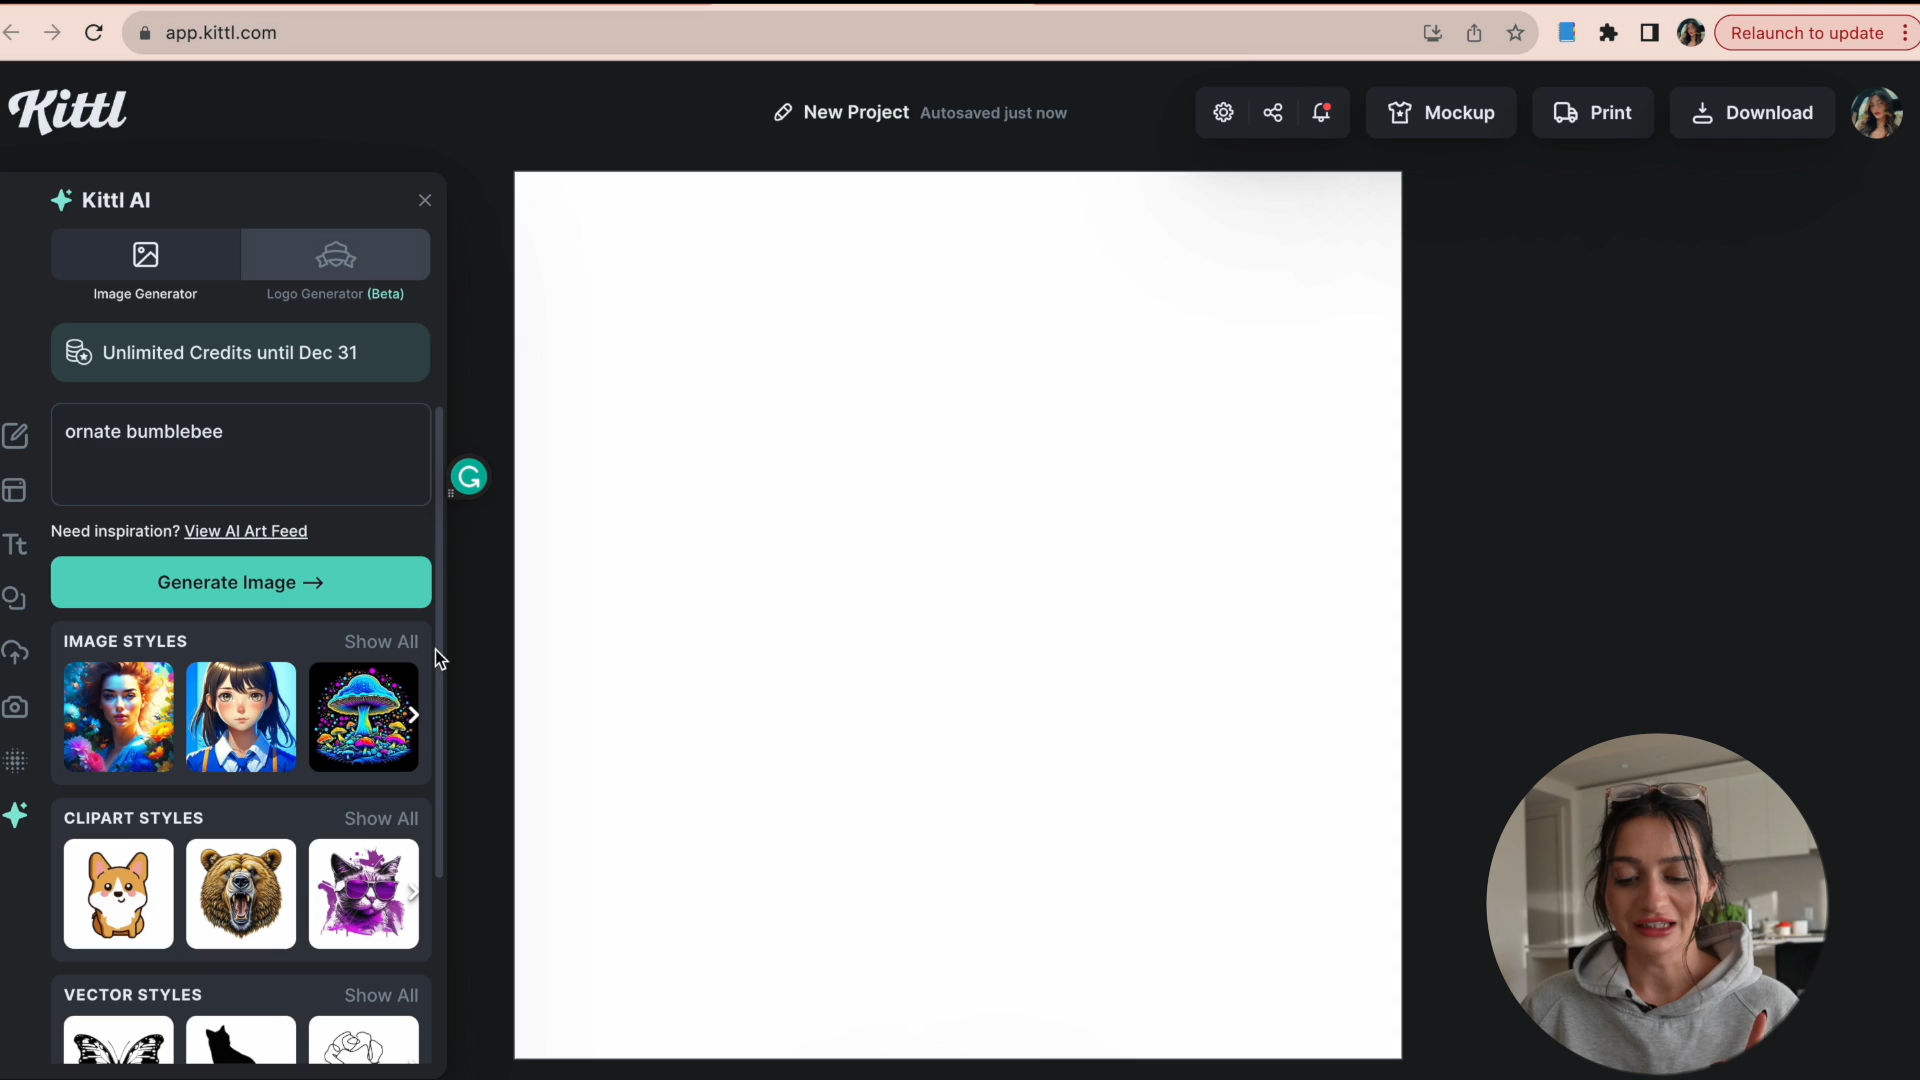 app.kittl.com
Relaunch to update
Kittl
New Project Autosaved just now
Mockup
Print
Download
Kittl AI
Image Generator
Logo Generator (Beta)
Unlimited Credits until Dec 31
ornate bumblebee
Need inspiration? View AI Art Feed
Generate Image →
IMAGE STYLES Show All
CLIPART STYLES Show All
VECTOR STYLES Show All